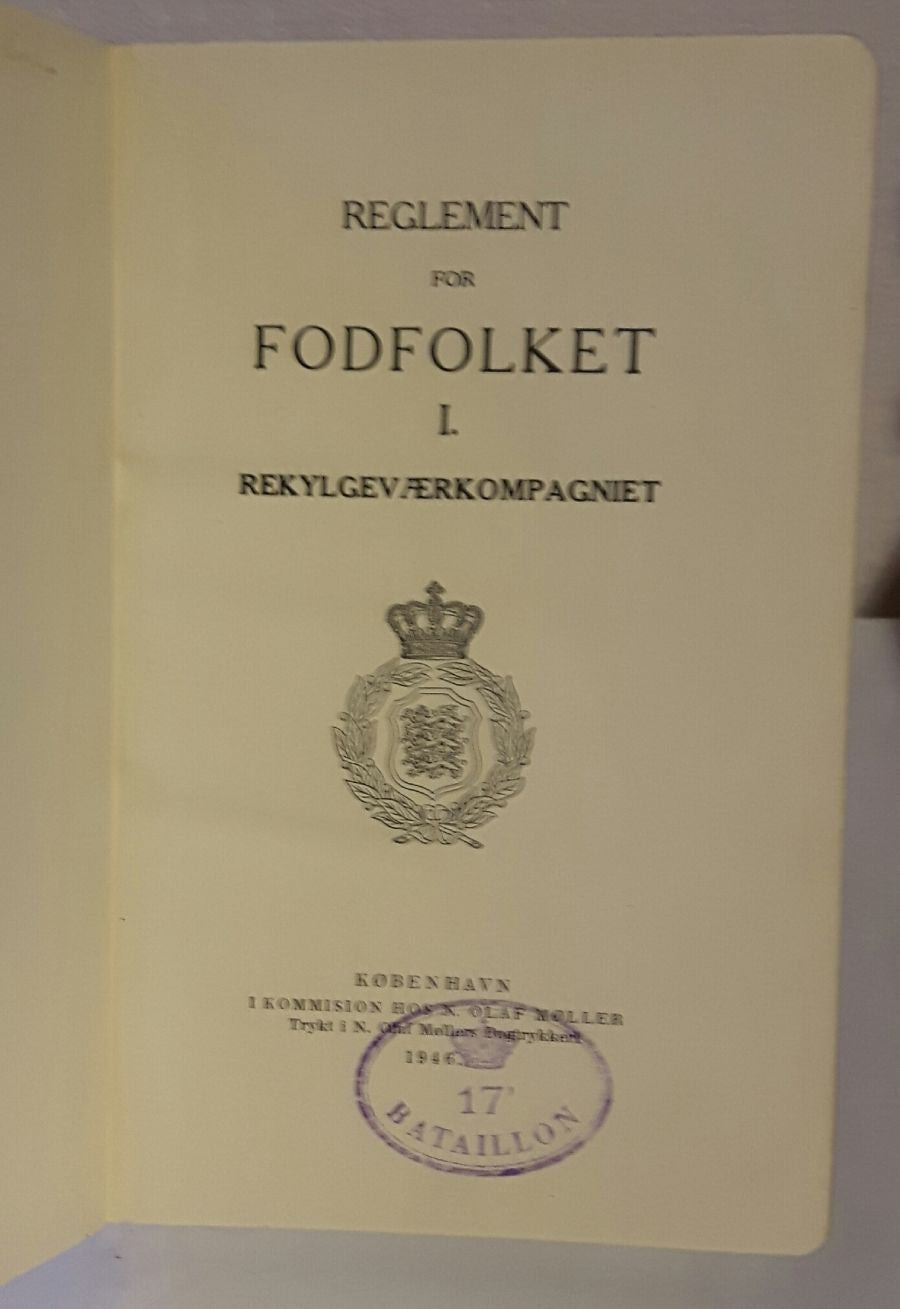 REGLEMENT
FOR
FODFOLKET
I.
REKYLGEVÆRKOMPAGNIET
KØBENHAVN
I KOMMISION HOS N. OLAF MØLLER
Trykt i N. Olaf Møllers Bogtrykkeri
1946
17'
BATAILLON